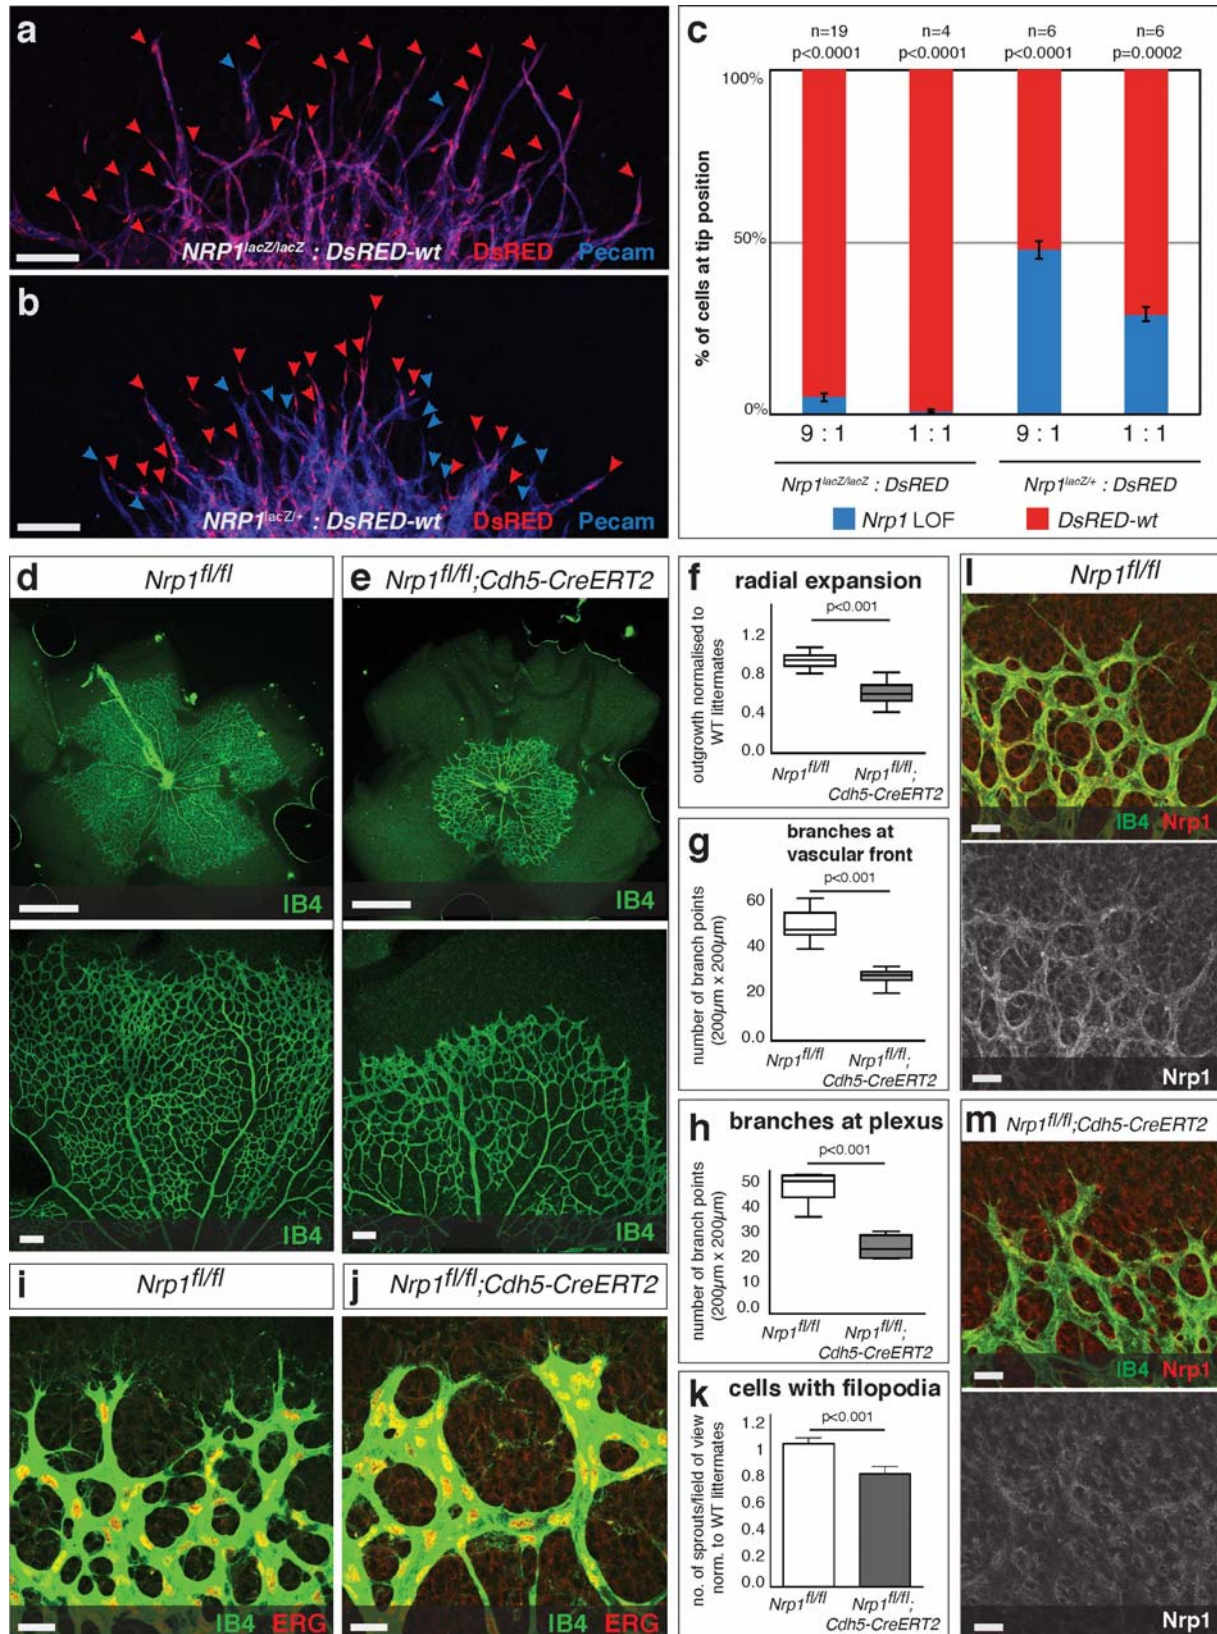 a
NRP1lacZ/lacZ : DsRED-wt DsRED Pecam
b
NRP1lacZ/+ : DsRED-wt DsRED Pecam
c
n=19 n=4 n=6 n=6
p<0.0001 p<0.0001 p<0.0001 p=0.0002
100%
50%
0%
% of cells at tip position
9 : 1 1 : 1 9 : 1 1 : 1
Nrp1lacZ/lacZ : DsRED Nrp1lacZ/+ : DsRED
Nrp1 LOF DsRED-wt
d Nrp1fl/fl
IB4
IB4
e Nrp1fl/fl;Cdh5-CreERT2
IB4
IB4
f radial expansion
p<0.001
1.2
0.8
0.4
0.0
outgrowth normalised to
WT littermates
Nrp1fl/fl Nrp1fl/fl;
Cdh5-CreERT2
g branches at
vascular front
p<0.001
60
40
20
0.0
number of branch points
(200µm x 200µm)
Nrp1fl/fl Nrp1fl/fl;
Cdh5-CreERT2
h branches at plexus
p<0.001
50
40
30
20
10
0.0
number of branch points
(200µm x 200µm)
Nrp1fl/fl Nrp1fl/fl;
Cdh5-CreERT2
i Nrp1fl/fl
IB4 ERG
j Nrp1fl/fl;Cdh5-CreERT2
IB4 ERG
k cells with filopodia
p<0.001
1.2
1
0.8
0.6
0.4
0.2
0.0
no. of sprouts/field of view
norm. to WT littermates
Nrp1fl/fl Nrp1fl/fl;
Cdh5-CreERT2
l Nrp1fl/fl
IB4 Nrp1
Nrp1
m Nrp1fl/fl;Cdh5-CreERT2
IB4 Nrp1
Nrp1